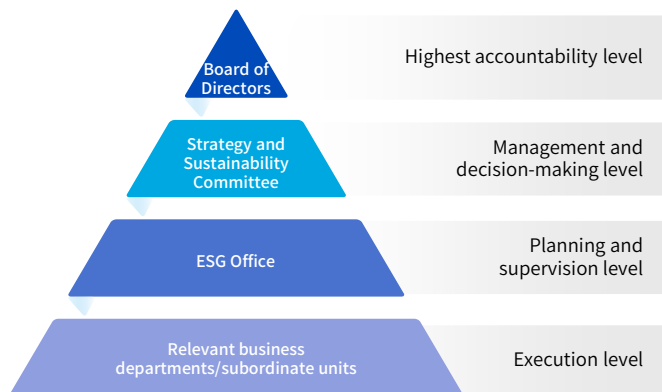 Board of
Directors
Highest accountability level
Strategy and
Sustainability
Committee
Management and
decision-making level
ESG Office
Planning and
supervision level
Relevant business
departments/subordinate units
Execution level